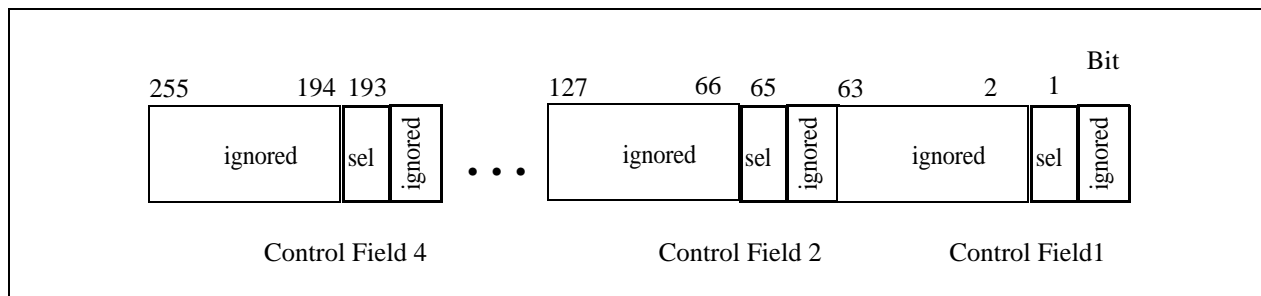 Bit
255 194 193 127 66 65 63 2 1
ignored sel ignored . . . ignored sel ignored ignored sel ignored
Control Field 4 Control Field 2 Control Field1